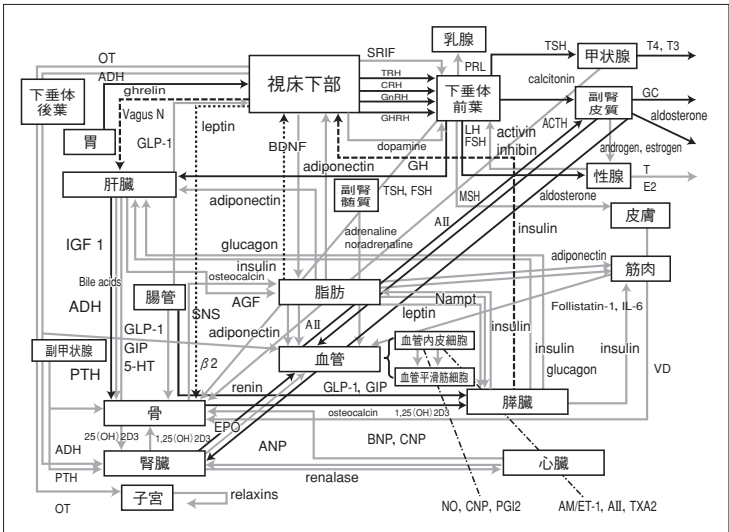 OT
SRIF
乳腺
PRL
TSH
甲状腺
T4, T3
ADH
ghrelin
視床下部
TRH
CRH
GnRH
GHRH
下垂体
前葉
calcitonin
下垂体
後葉
副腎
皮質
GC
aldosterone
Vagus N
leptin
胃
GLP-1
BDNF
dopamine
LH
FSH
ACTH
activin
inhibin
androgen, estrogen
adiponectin
GH
肝臓
副腎
髄質
TSH, FSH
性腺
T
E2
adiponectin
MSH
aldosterone
皮膚
IGF 1
adrenaline
noradrenaline
AII
glucagon
insulin
insulin
adiponectin
筋肉
Bile acids
osteocalcin
脂肪
ADH
腸管
SNS
AGF
Nampt
leptin
Follistatin-1, IL-6
adiponectin
AII
GLP-1
GIP
5-HT
血管内皮細胞
insulin
insulin
insulin
副甲状腺
血管
β2
血管平滑筋細胞
glucagon
VD
PTH
renin
GLP-1, GIP
骨
膵臓
osteocalcin
1,25(OH)2D3
EPO
25(OH)2D3
1,25(OH)2D3
ADH
腎臓
ANP
BNP, CNP
心臓
PTH
renalase
子宮
relaxins
OT
NO, CNP, PGI2
AM/ET-1, AII, TXA2